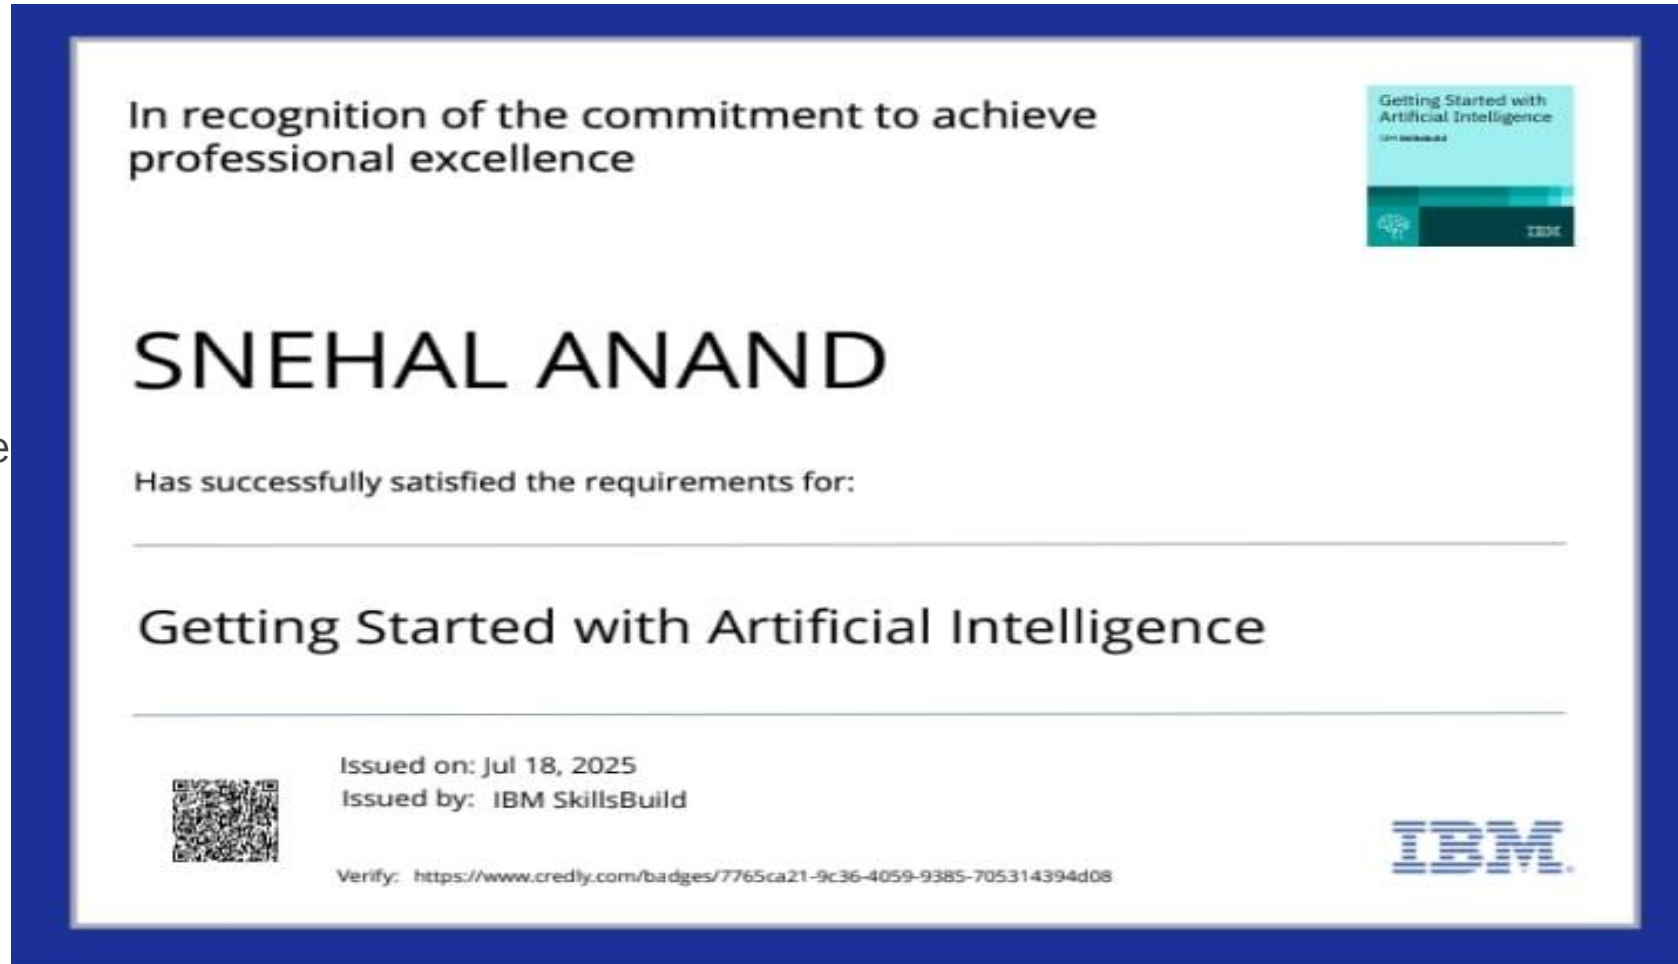 In recognition of the commitment to achieve
professional excellence
Getting Started with
Artificial Intelligence
IBM
SNEHAL ANAND
e
Has successfully satisfied the requirements for:
Getting Started with Artificial Intelligence
Issued on: Jul 18, 2025
Issued by: IBM SkillsBuild
Verify: https://www.credly.com/badges/7765ca21-9c36-4059-9385-705314394d08
IBM.